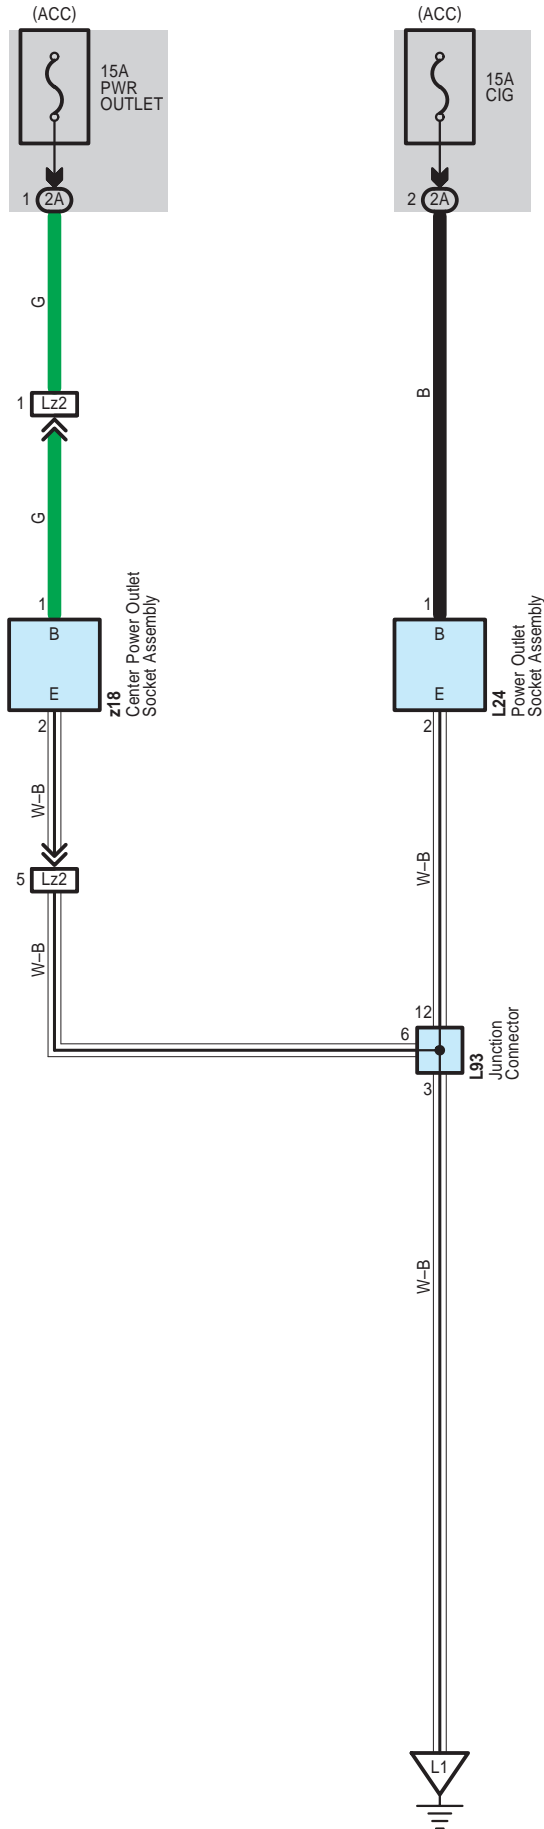 (ACC)
(ACC)
15A
PWR
OUTLET
15A
CIG
1
2A
2
2A
G
B
1
Lz2
G
1
1
B
B
E
E
z18
Center Power Outlet
Socket Assembly
L24
Power Outlet
Socket Assembly
2
2
W–B
W–B
5
Lz2
W–B
12
6
L93
Junction
Connector
3
W–B
L1